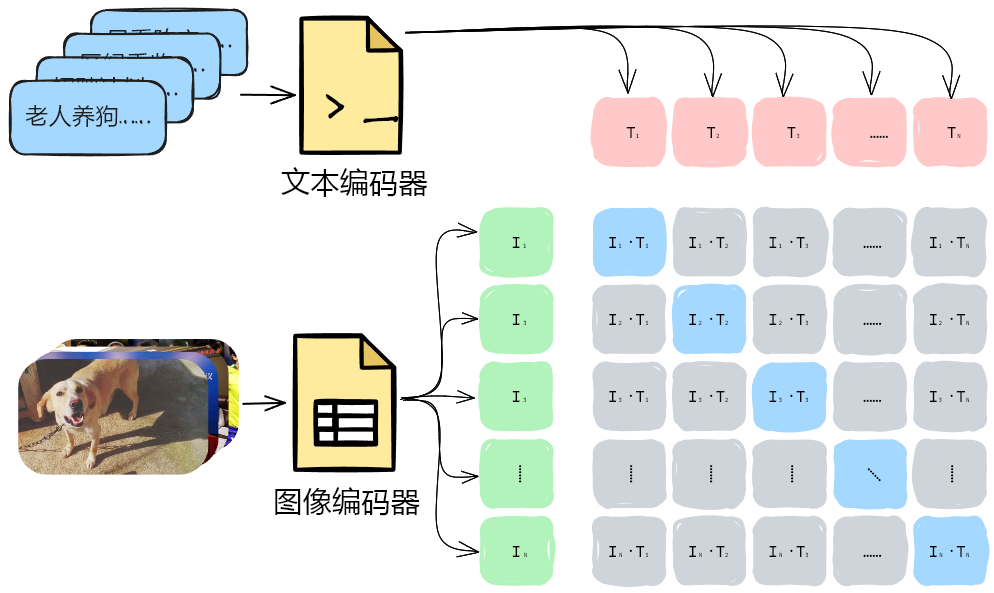 老人养狗……
文本编码器
T₁ T₂ T₃ …… Tₙ
I₁ I₁·T₁ I₁·T₂ I₁·T₃ …… I₁·Tₙ
I₃ I₂·T₁ I₂·T₂ I₂·T₃ …… I₂·Tₙ
I₃ I₃·T₁ I₃·T₂ I₃·T₃ …… I₃·Tₙ
Iₙ Iₙ·T₁ Iₙ·T₂ Iₙ·T₃ …… Iₙ·Tₙ
图像编码器